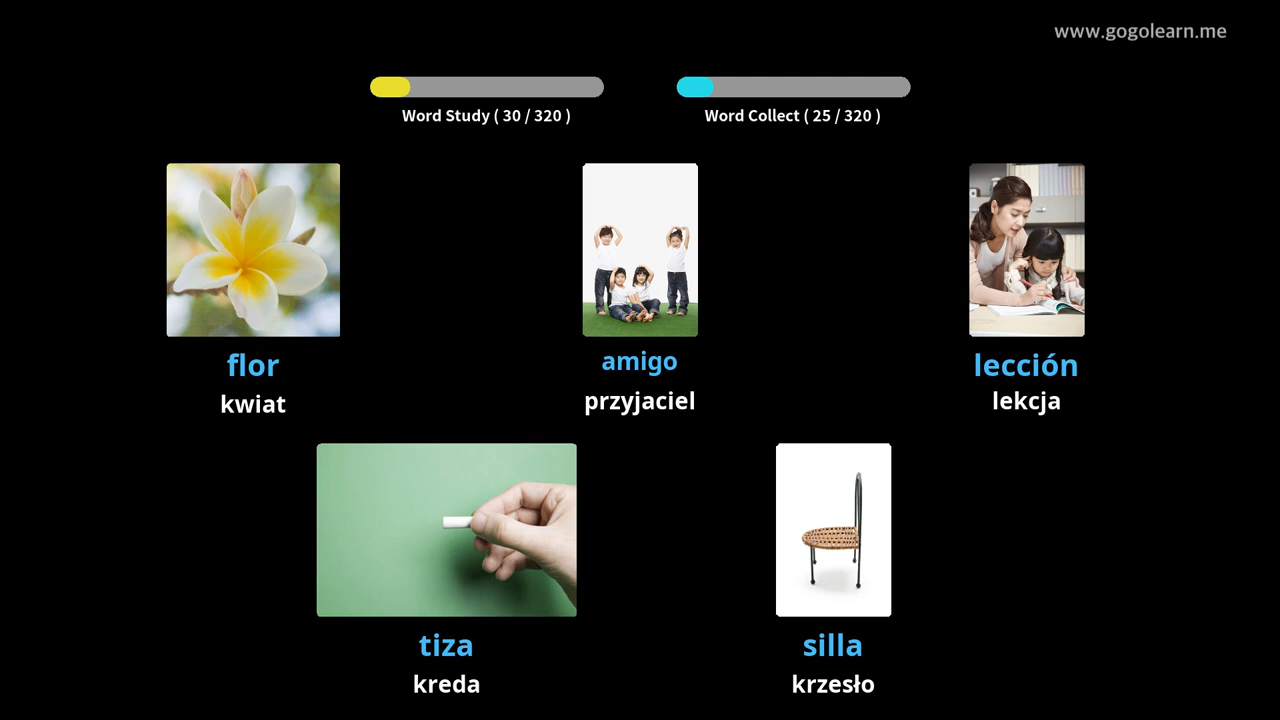 www.gogolearn.me
Word Study ( 30 / 320 )
Word Collect ( 25 / 320 )
flor
kwiat
amigo
przyjaciel
lección
lekcja
tiza
kreda
silla
krzesło